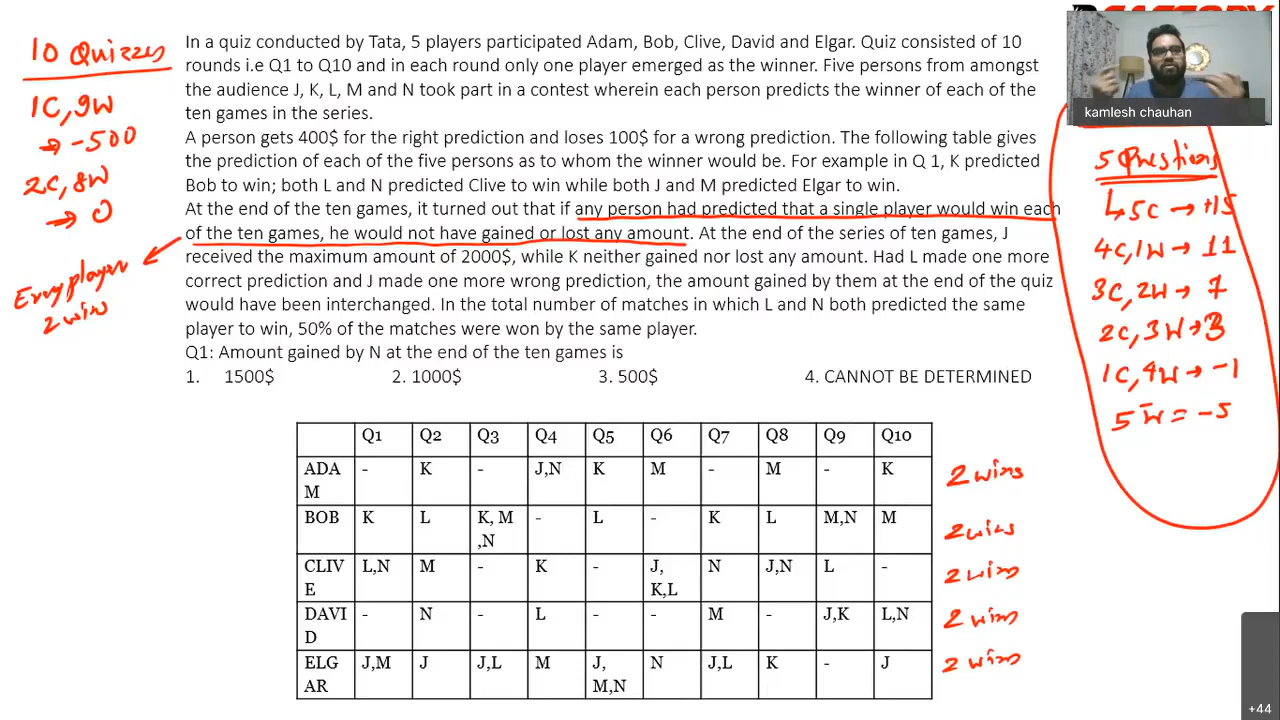 10 Quizzes
1C, 9W
→ -500
2C, 8W
→ 0
Every player
2 wins
In a quiz conducted by Tata, 5 players participated Adam, Bob, Clive, David and Elgar. Quiz consisted of 10
rounds i.e Q1 to Q10 and in each round only one player emerged as the winner. Five persons from amongst
the audience J, K, L, M and N took part in a contest wherein each person predicts the winner of each of the
ten games in the series.
A person gets 400$ for the right prediction and loses 100$ for a wrong prediction. The following table gives
the prediction of each of the five persons as to whom the winner would be. For example in Q 1, K predicted
Bob to win; both L and N predicted Clive to win while both J and M predicted Elgar to win.
At the end of the ten games, it turned out that if any person had predicted that a single player would win each
of the ten games, he would not have gained or lost any amount. At the end of the series of ten games, J
received the maximum amount of 2000$, while K neither gained nor lost any amount. Had L made one more
correct prediction and J made one more wrong prediction, the amount gained by them at the end of the quiz
would have been interchanged. In the total number of matches in which L and N both predicted the same
player to win, 50% of the matches were won by the same player.
Q1: Amount gained by N at the end of the ten games is
1. 1500$ 2. 1000$ 3. 500$ 4. CANNOT BE DETERMINED
kamlesh chauhan
5 Questions
↳ 5C → +15
4C, 1W → 11
3C, 2W → 7
2C, 3W → 3
1C, 4W → -1
5W = -5
Q1 Q2 Q3 Q4 Q5 Q6 Q7 Q8 Q9 Q10
ADA - K - J,N K M - M - K 2 wins
M
BOB K L K, M - L - K L M,N M 2 wins
,N
CLIV L,N M - K - J, N J,N L - 2 wins
E K,L
DAVI - N - L - - M - J,K L,N 2 wins
D
ELG J,M J J,L M J, N J,L K - J 2 wins
AR M,N
+44